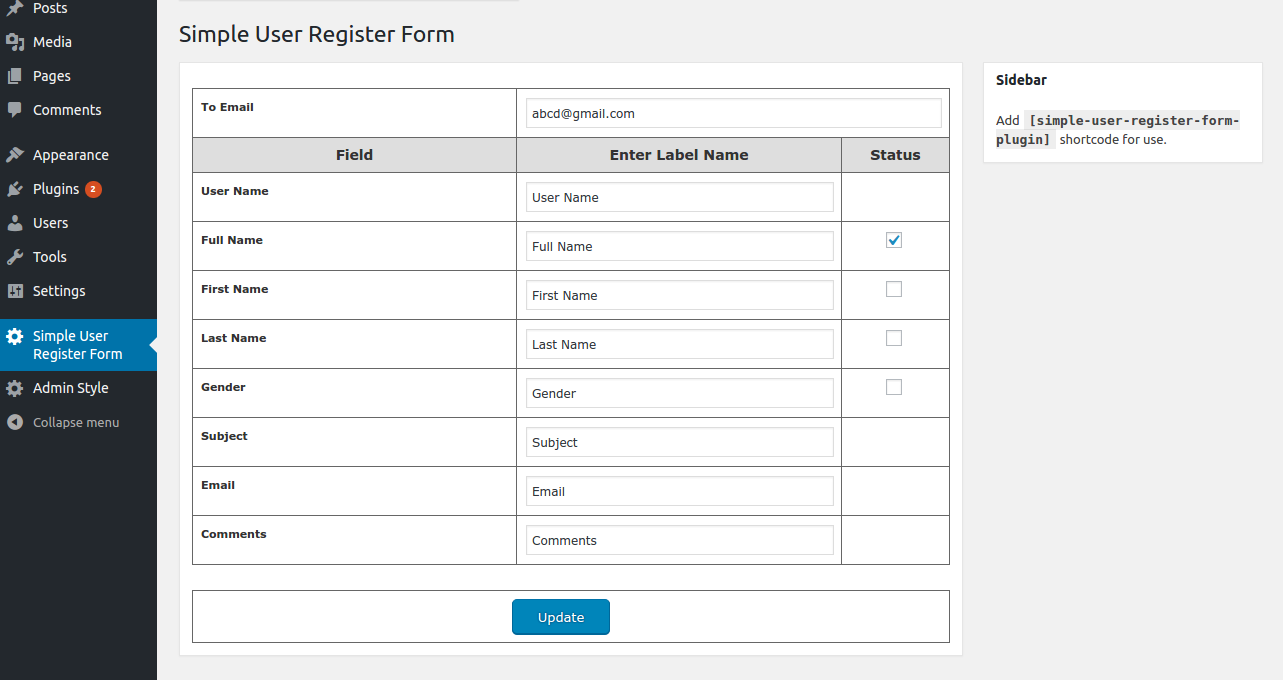 Posts
Media
Pages
Comments
Appearance
Plugins 2
Users
Tools
Settings
Simple User
Register Form
Admin Style
Collapse menu
Simple User Register Form
To Email abcd@gmail.com
Field Enter Label Name Status
User Name User Name
Full Name Full Name
First Name First Name
Last Name Last Name
Gender Gender
Subject Subject
Email Email
Comments Comments
Update
Sidebar
Add [simple-user-register-form-
plugin] shortcode for use.